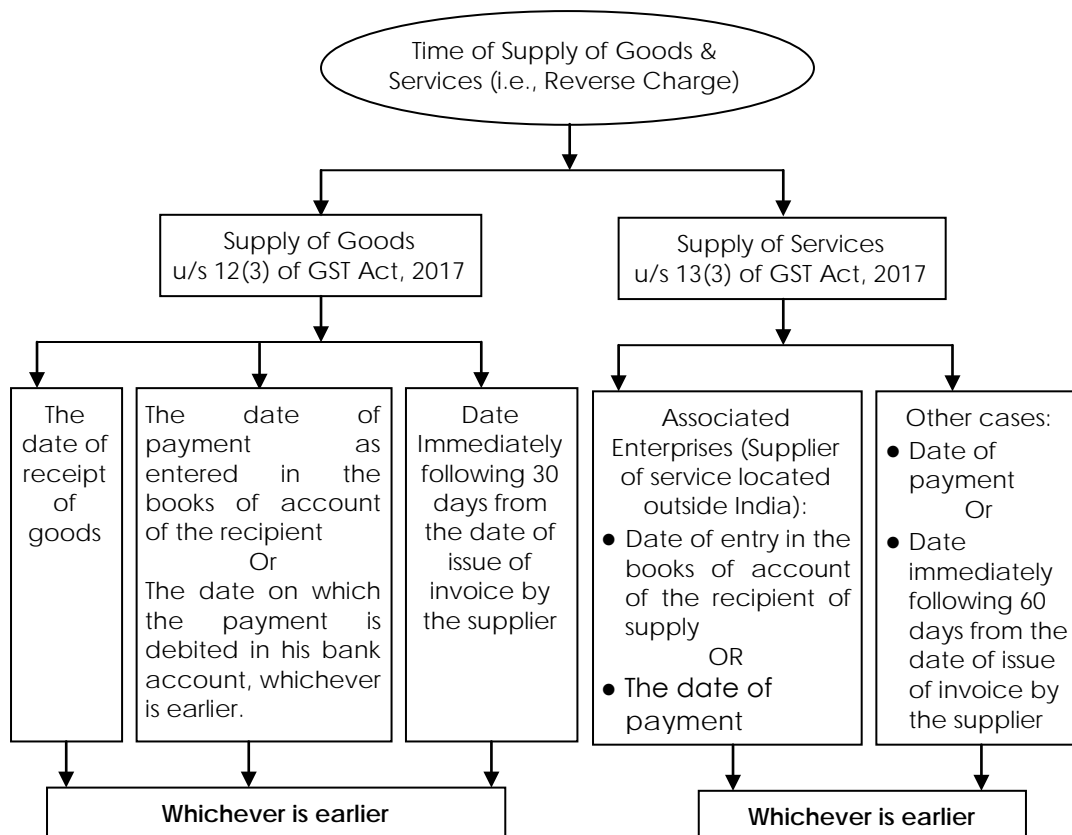 Time of Supply of Goods &
Services (i.e., Reverse Charge)
Supply of Goods
u/s 12(3) of GST Act, 2017
Supply of Services
u/s 13(3) of GST Act, 2017
The
date of
receipt
of
goods
The date of
payment as
entered in the
books of account
of the recipient
Or
The date on which
the payment is
debited in his bank
account, whichever
is earlier.
Date
Immediately
following 30
days from
the date of
issue of
invoice by
the supplier
Associated
Enterprises (Supplier
of service located
outside India):
● Date of entry in the
books of account
of the recipient of
supply
OR
● The date of
payment
Other cases:
● Date of
payment
Or
● Date
immediately
following 60
days from the
date of issue
of invoice by
the supplier
Whichever is earlier
Whichever is earlier